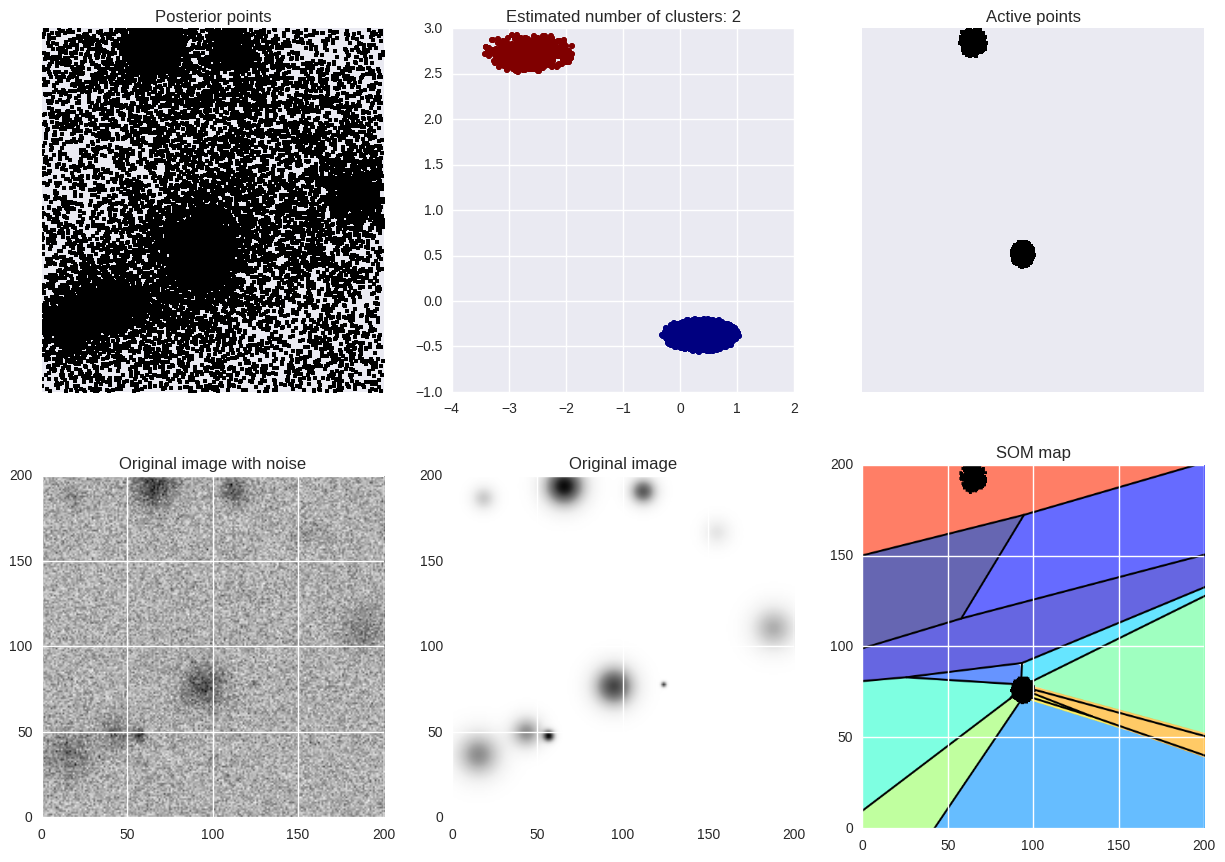 Posterior points
Estimated number of clusters: 2
Active points
3.0
2.5
2.0
1.5
1.0
0.5
0.0
−0.5
−1.0
−4 −3 −2 −1 0 1 2
Original image with noise
Original image
SOM map
200
150
100
50
0
0 50 100 150 200
200
150
100
50
0
0 50 100 150 200
200
150
100
50
0
0 50 100 150 200